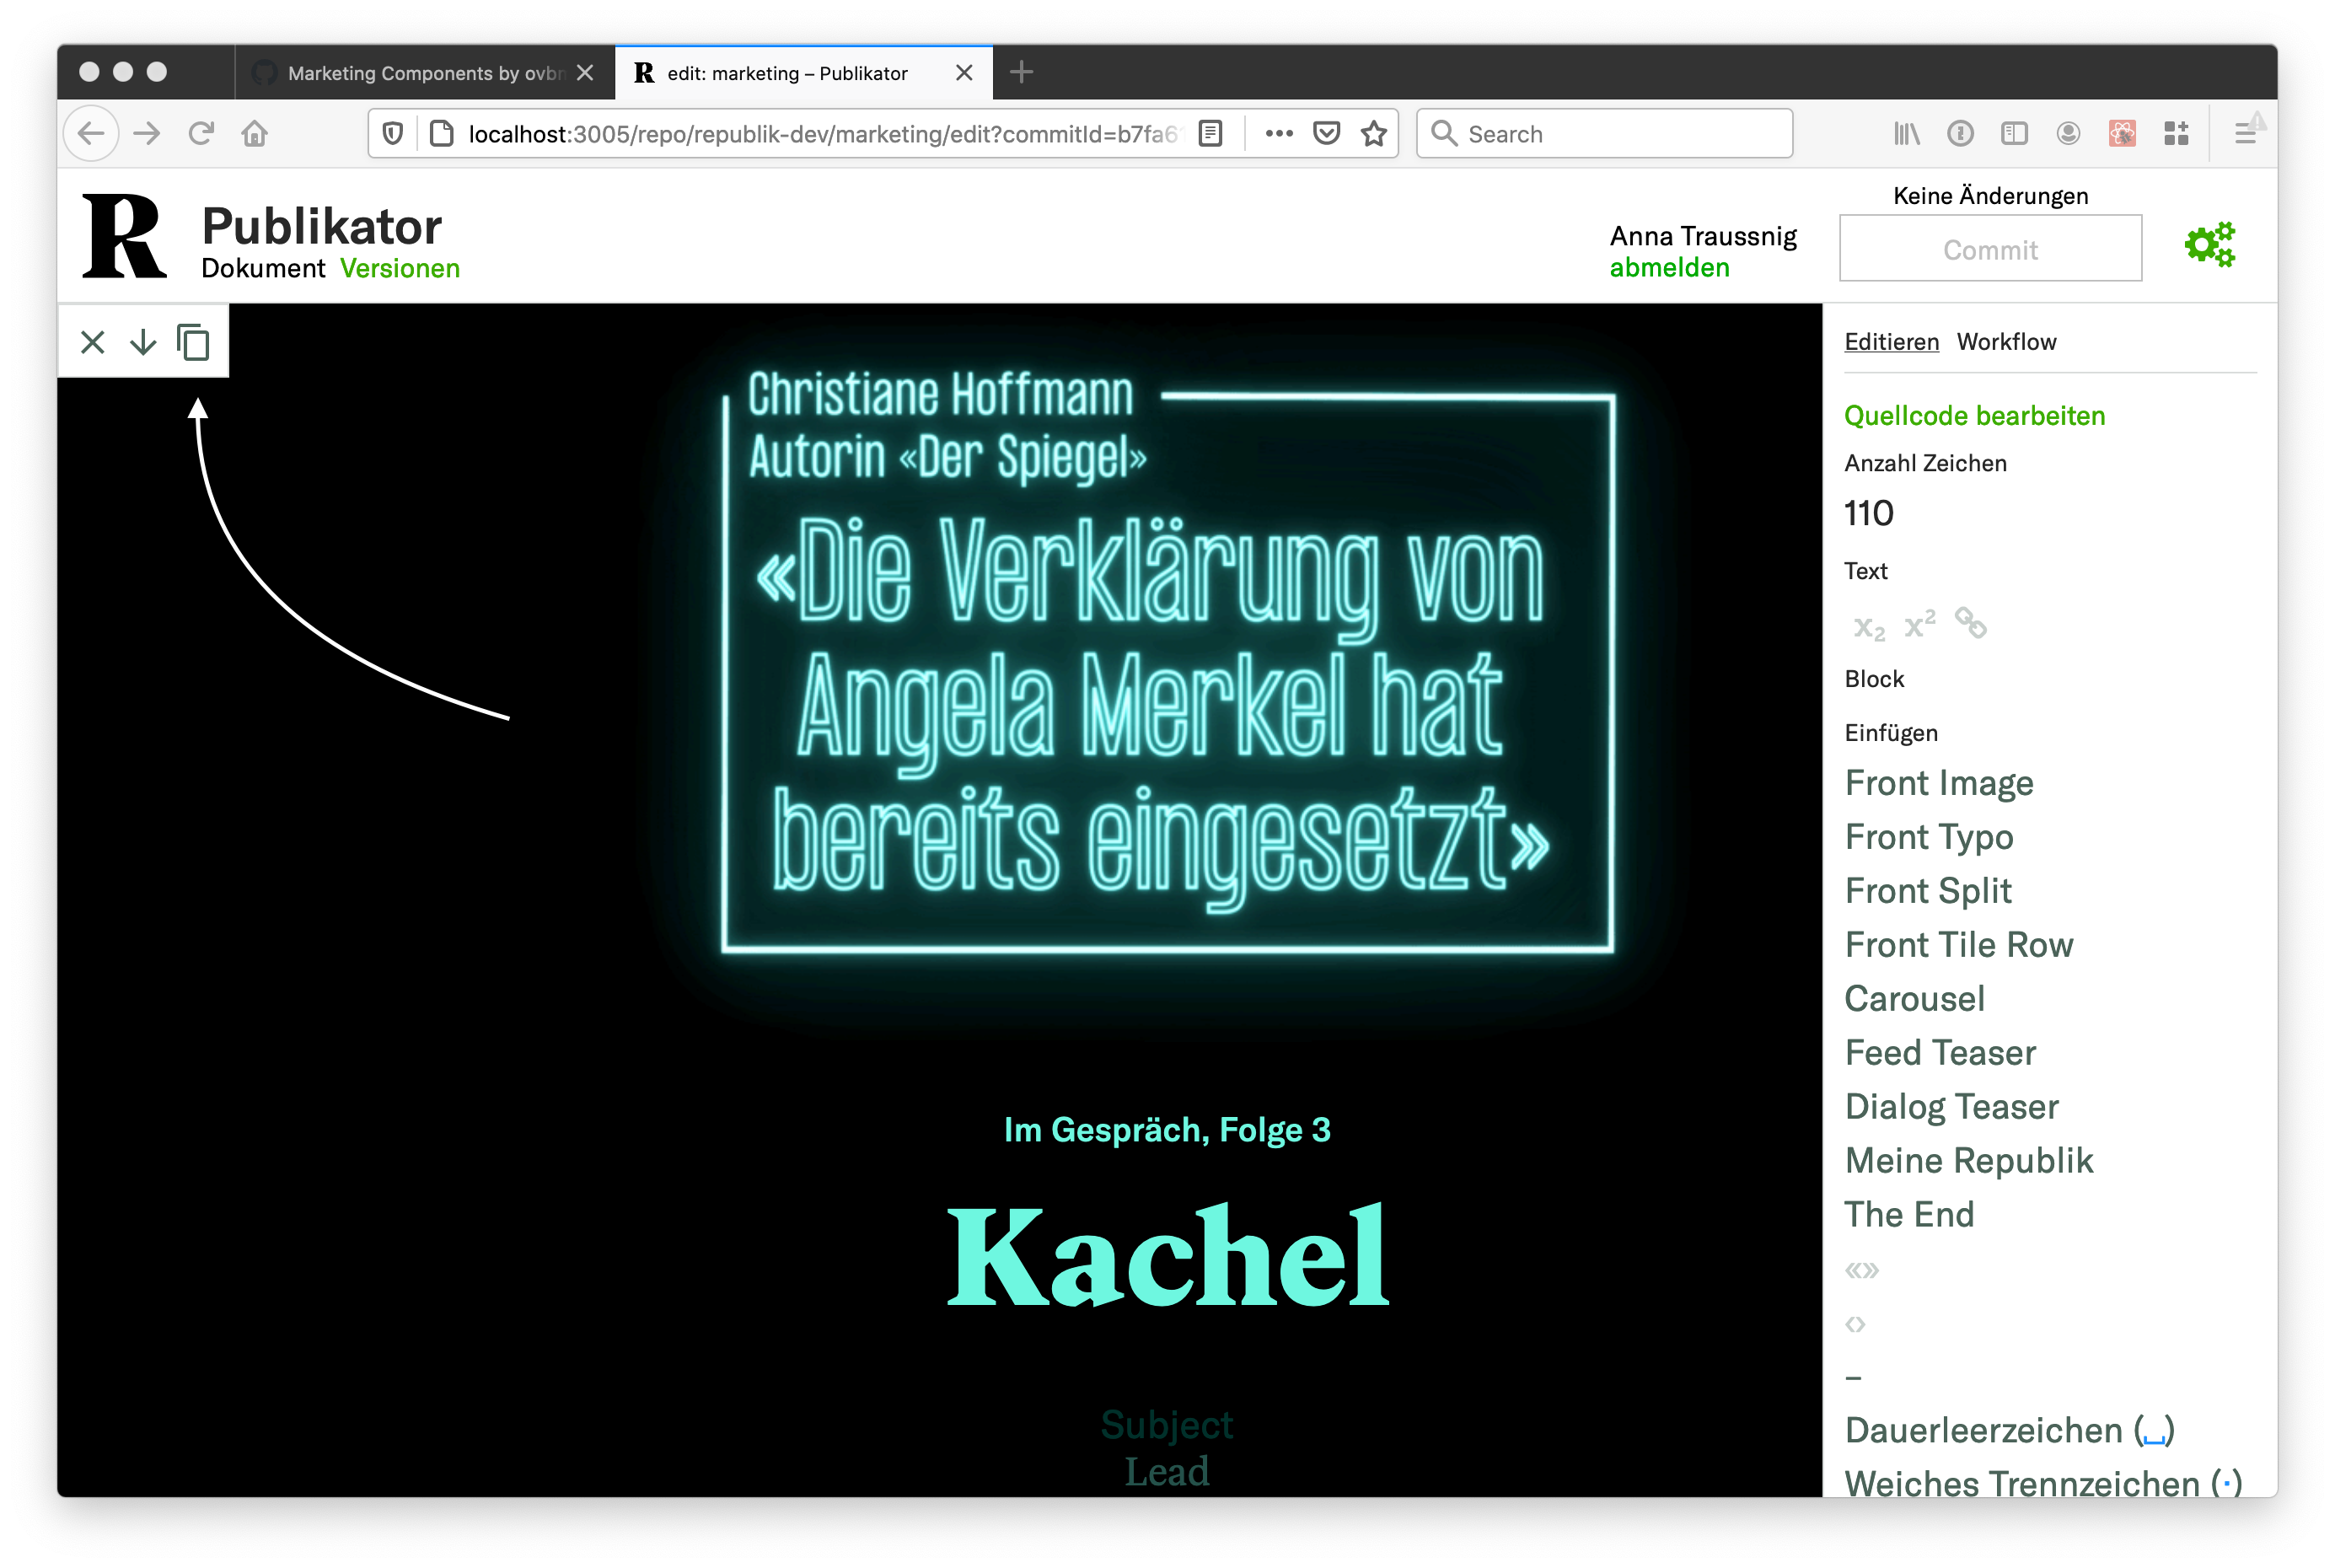 Marketing Components by ovbm
edit: marketing – Publikator
localhost:3005/repo/republik-dev/marketing/edit?commitId=b7fa6
Search
R
Publikator
Dokument Versionen
Anna Traussnig
abmelden
Keine Änderungen
Commit
Christiane Hoffmann
Autorin «Der Spiegel»
«Die Verklärung von
Angela Merkel hat
bereits eingesetzt»
Im Gespräch, Folge 3
Kachel
Subject
Lead
Editieren Workflow
Quellcode bearbeiten
Anzahl Zeichen
110
Text
x₂ x²
Block
Einfügen
Front Image
Front Typo
Front Split
Front Tile Row
Carousel
Feed Teaser
Dialog Teaser
Meine Republik
The End
«»
‹›
–
Dauerleerzeichen (␣)
Weiches Trennzeichen (·)